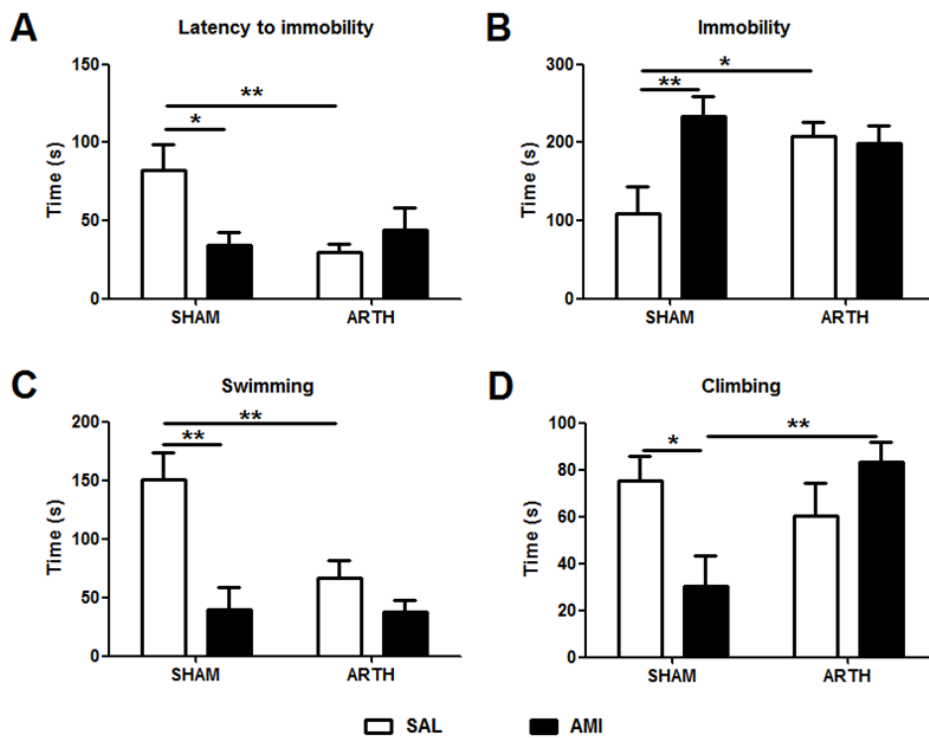 A
Latency to immobility
Time (s)
150
100
50
0
**
*
SHAM
ARTH
B
Immobility
Time (s)
300
200
100
0
*
**
SHAM
ARTH
C
Swimming
Time (s)
200
150
100
50
0
**
**
SHAM
ARTH
D
Climbing
Time (s)
100
80
60
40
20
0
*
**
SHAM
ARTH
SAL
AMI